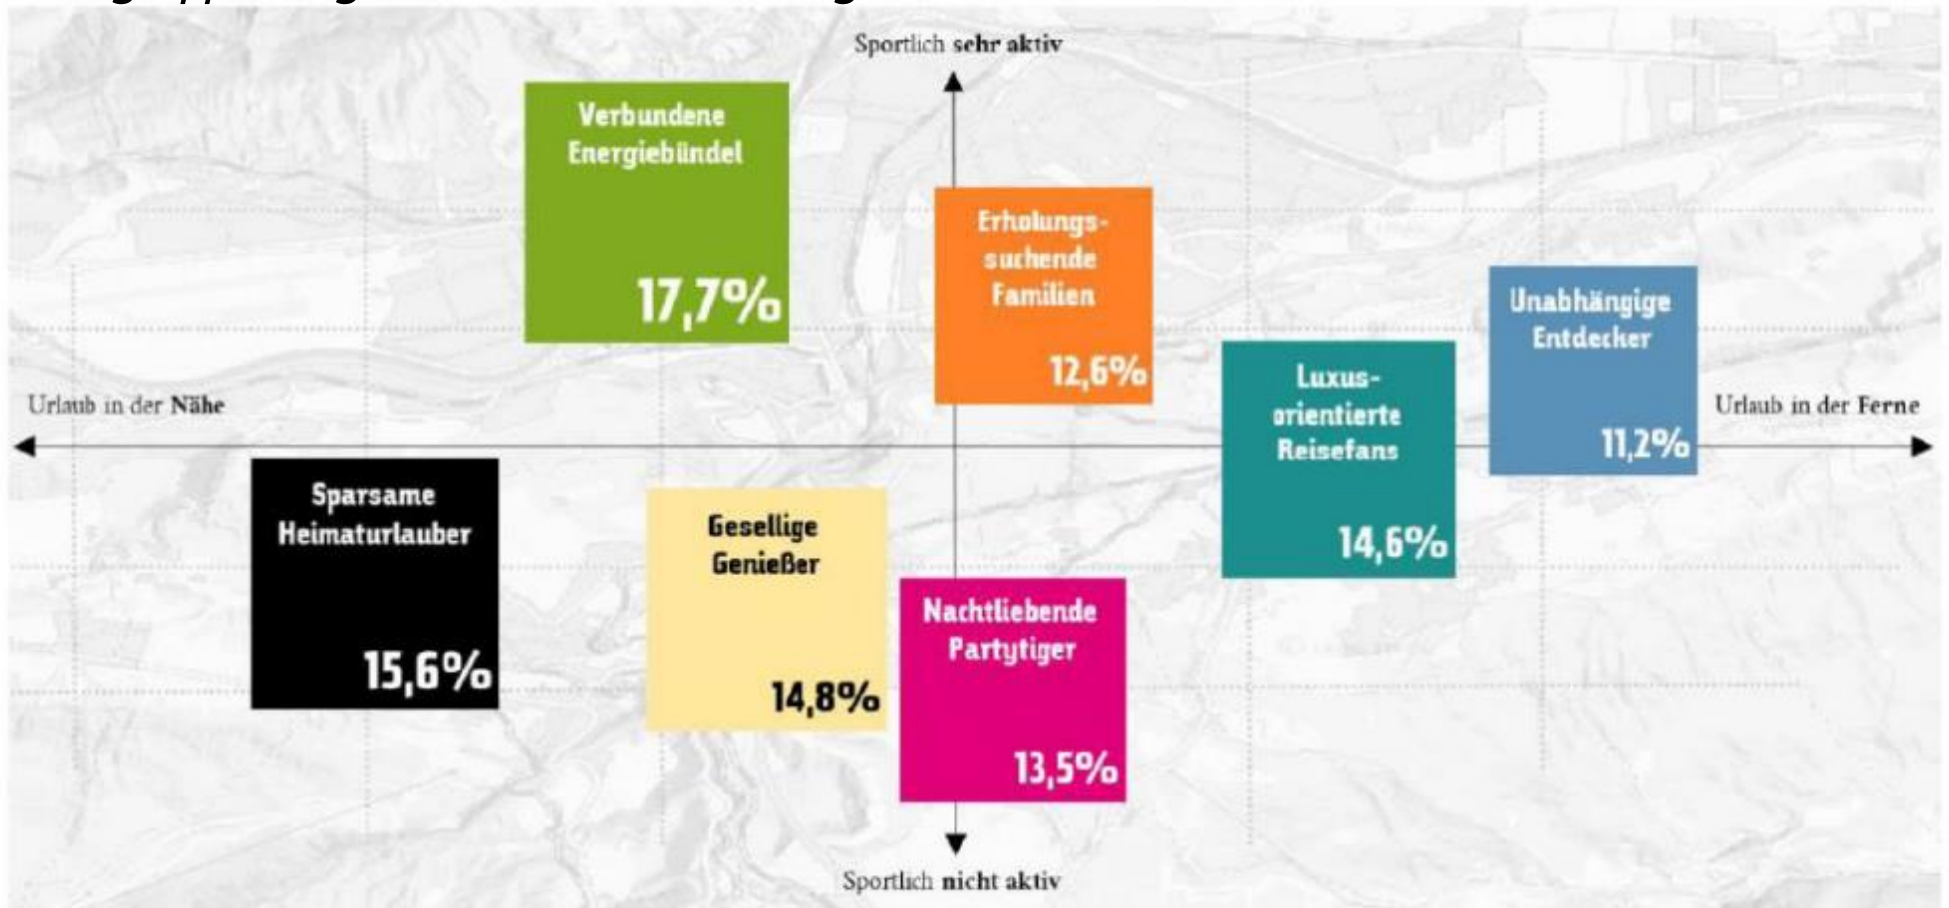 Sportlich sehr aktiv
Verbundene
Energiebündel
17,7%
Erholungs-
suchende
Familien
12,6%
Unabhängige
Entdecker
11,2%
Luxus-
orientierte
Reisefans
14,6%
Urlaub in der Nähe
Urlaub in der Ferne
Sparsame
Heimaturlauber
15,6%
Gesellige
Genießer
14,8%
Nachtliebende
Partytiger
13,5%
Sportlich nicht aktiv